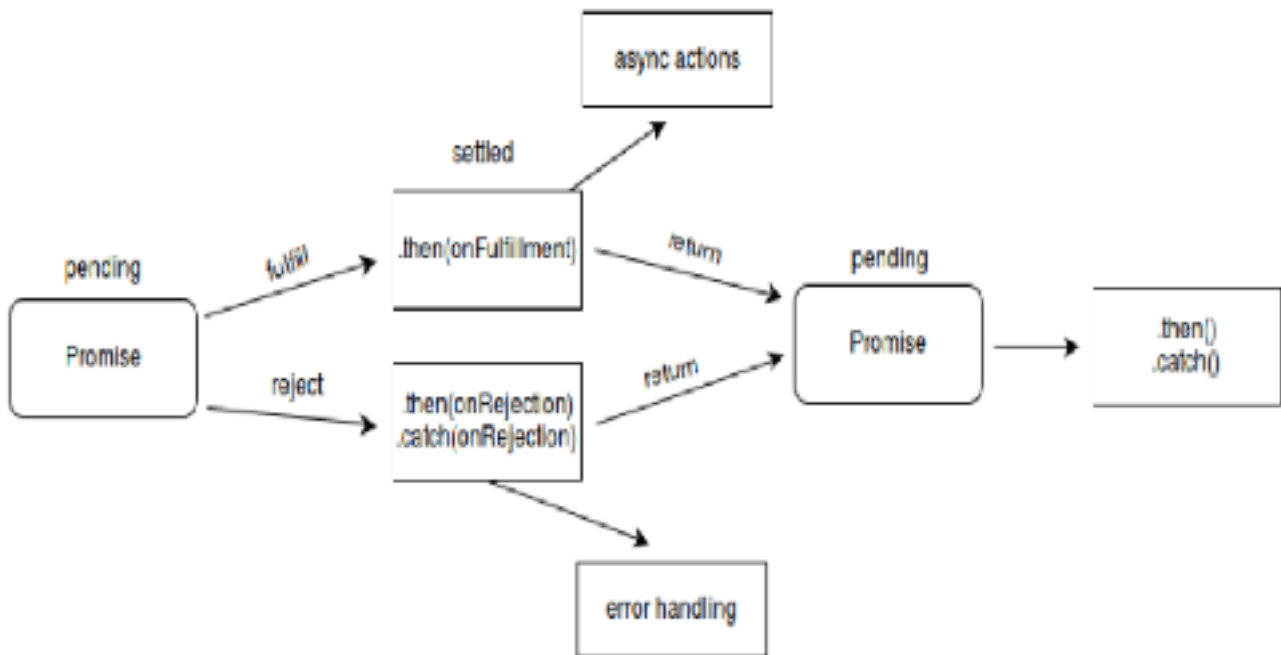 async actions
settled
.then(onFulfillment)
fulfill
return
pending
pending
Promise
Promise
.then()
.catch()
reject
.then(onRejection)
.catch(onRejection)
return
error handling